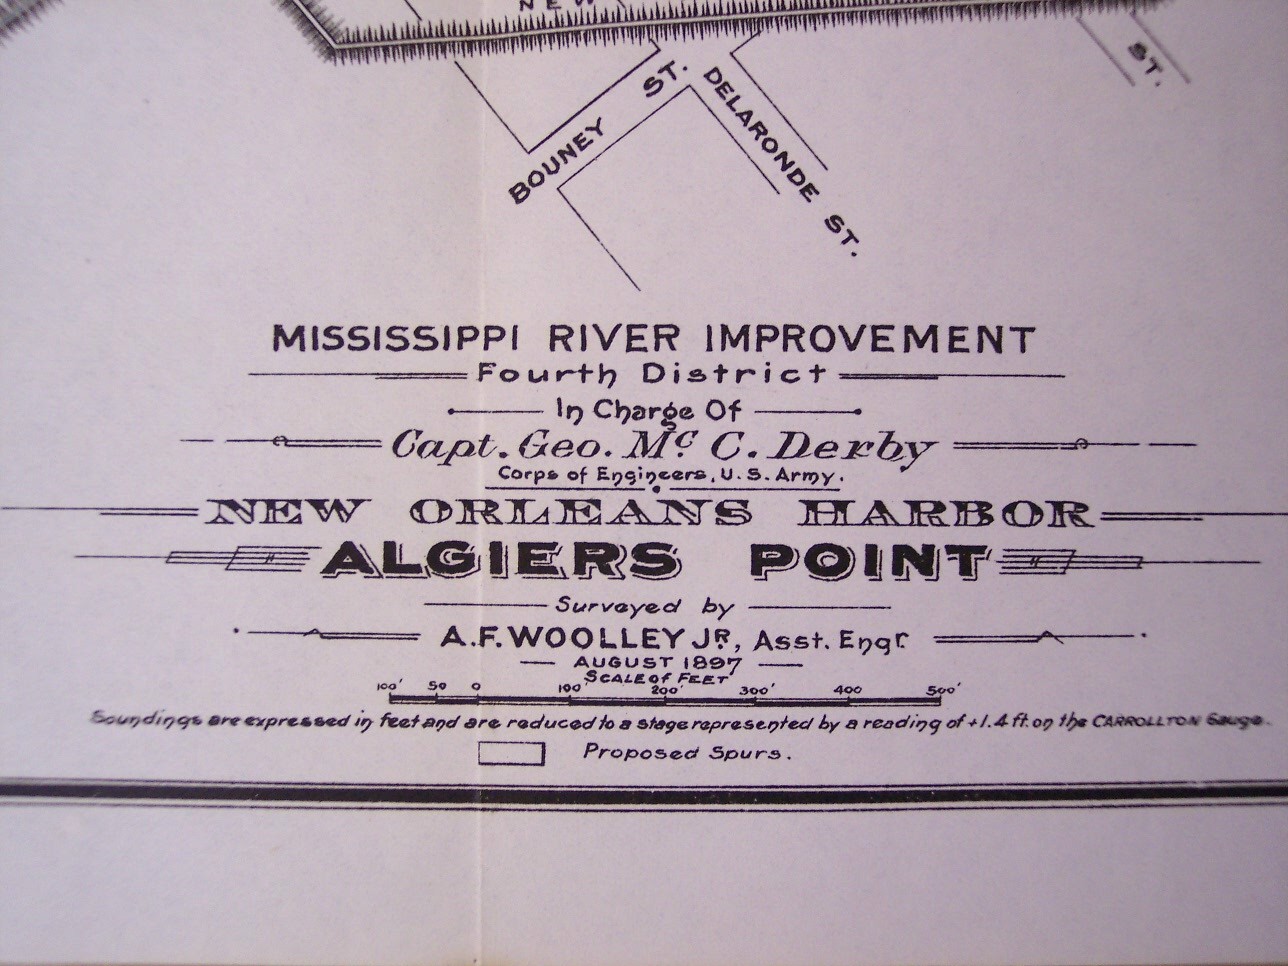 NEW
ST.
BOUNEY ST.
DELARONDE ST.
MISSISSIPPI RIVER IMPROVEMENT
Fourth District
In Charge Of
Capt. Geo. Mc C. Derby
Corps of Engineers, U.S. Army.
NEW ORLEANS HARBOR
ALGIERS POINT
Surveyed by
A.F. WOOLLEY JR., Asst. Engr.
AUGUST 1897
SCALE OF FEET
100' 50 0 100' 200' 300' 400 500'
Soundings are expressed in feet and are reduced to a stage represented by a reading of +1.4 ft. on the CARROLLTON Gauge.
Proposed Spurs.